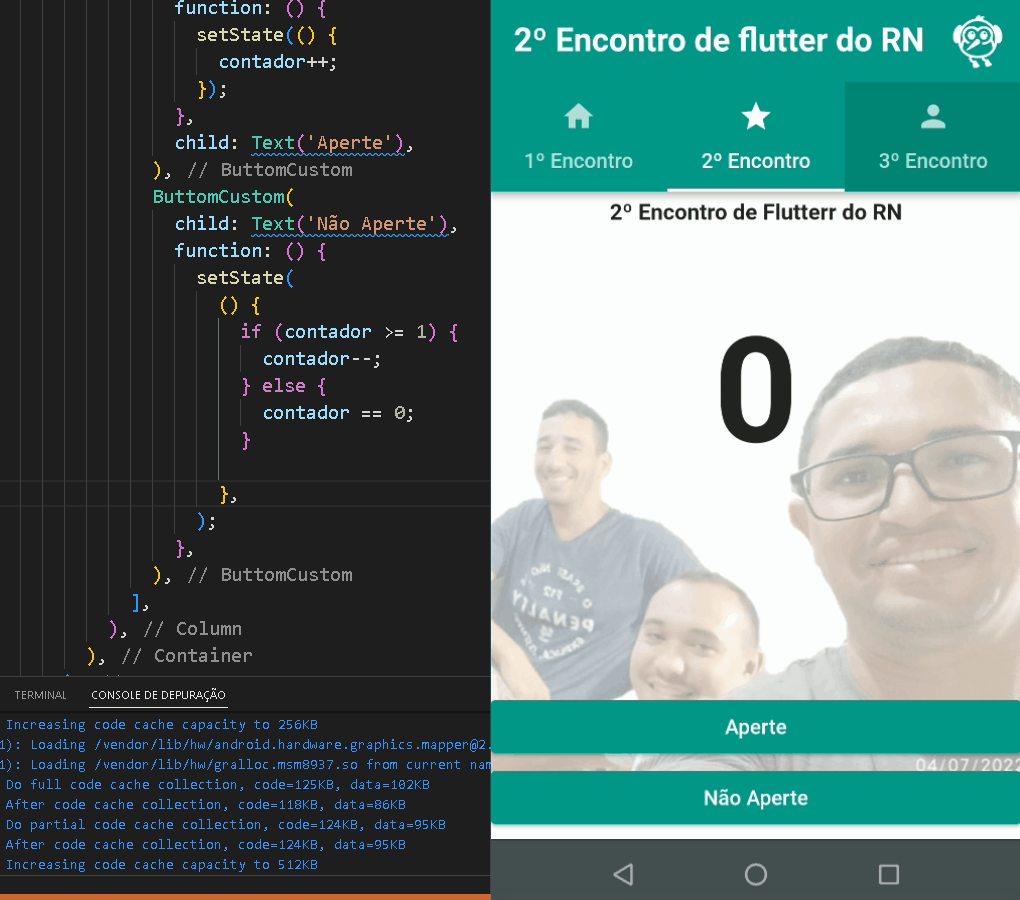 function: () {
setState(() {
contador++;
});
},
child: Text('Aperte'),
), // ButtomCustom
ButtomCustom(
child: Text('Não Aperte'),
function: () {
setState(
() {
if (contador >= 1) {
contador--;
} else {
contador == 0;
}
},
);
},
), // ButtomCustom
],
), // Column
), // Container
TERMINAL CONSOLE DE DEPURAÇÃO
Increasing code cache capacity to 256KB
1): Loading /vendor/lib/hw/android.hardware.graphics.mapper@2.
1): Loading /vendor/lib/hw/gralloc.msm8937.so from current nam
Do full code cache collection, code=125KB, data=102KB
After code cache collection, code=118KB, data=86KB
Do partial code cache collection, code=124KB, data=95KB
After code cache collection, code=124KB, data=95KB
Increasing code cache capacity to 512KB
2º Encontro de flutter do RN
1º Encontro 2º Encontro 3º Encontro
2º Encontro de Flutterr do RN
0
PENALTY
Aperte
04/07/2022
Não Aperte